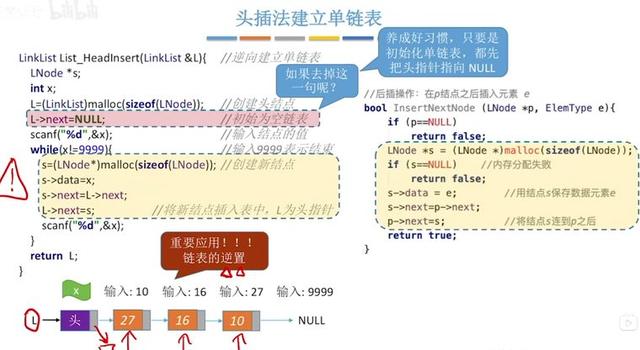 bilibili
头插法建立单链表
LinkList List_HeadInsert(LinkList &L){ //逆向建立单链表
LNode *s;
int x;
L=(LinkList)malloc(sizeof(LNode)); //创建头结点
L->next=NULL; //初始为空链表
scanf("%d",&x); //输入结点的值
while(x!=9999){ //输入9999表示结束
s=(LNode*)malloc(sizeof(LNode)); //创建新结点
s->data=x;
s->next=L->next;
L->next=s; //将新结点插入表中，L为头指针
scanf("%d",&x);
}
return L;
}
如果去掉这
一句呢？
养成好习惯，只要是
初始化单链表，都先
把头指针指向 NULL
//后插操作：在p结点之后插入元素 e
bool InsertNextNode (LNode *p, ElemType e){
if (p==NULL)
return false;
LNode *s = (LNode *)malloc(sizeof(LNode));
if (s==NULL) //内存分配失败
return false;
s->data = e; //用结点s保存数据元素e
s->next=p->next;
p->next=s; //将结点s连到p之后
return true;
}
重要应用！！！
链表的逆置
x 输入: 10 输入: 16 输入: 27 输入: 9999
L 头 27 16 10 NULL